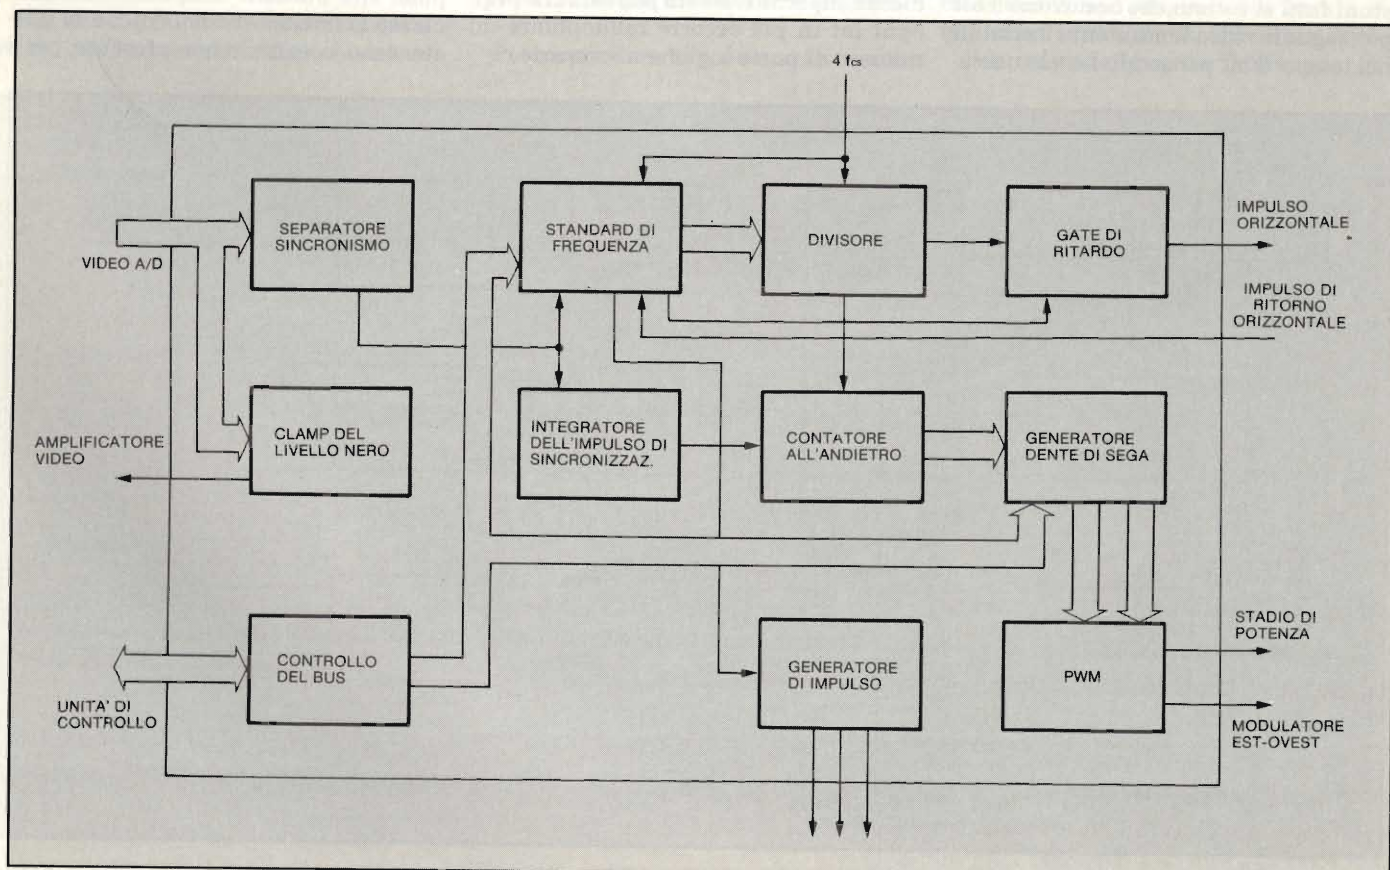 4 fcs
SEPARATORE
SINCRONISMO
STANDARD DI
FREQUENZA
DIVISORE
GATE DI
RITARDO
IMPULSO
ORIZZONTALE
VIDEO A/D
IMPULSO DI
RITORNO
ORIZZONTALE
AMPLIFICATORE
VIDEO
CLAMP DEL
LIVELLO NERO
INTEGRATORE
DELL'IMPULSO DI
SINCRONIZZAZ.
CONTATORE
ALL'ANDIETRO
GENERATORE
DENTE DI SEGA
UNITA' DI
CONTROLLO
CONTROLLO
DEL BUS
GENERATORE
DI IMPULSO
PWM
STADIO DI
POTENZA
MODULATORE
EST-OVEST